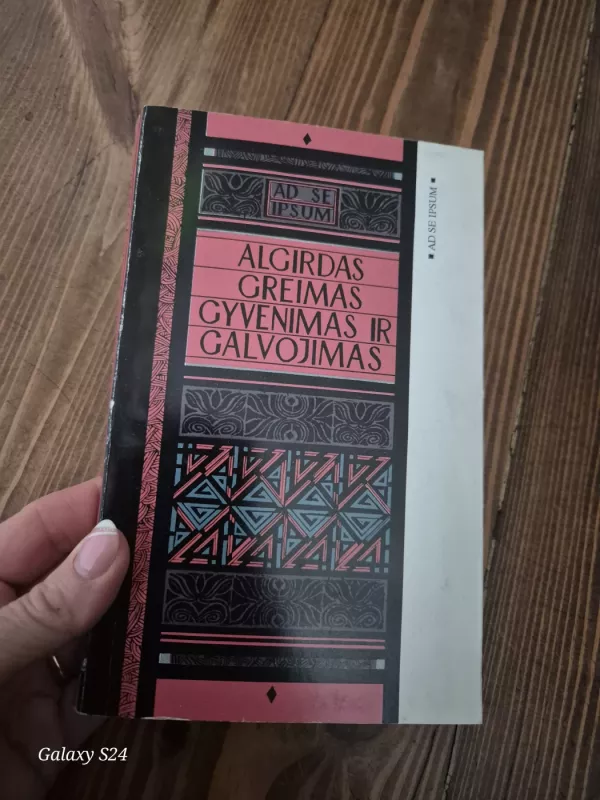 AD SE
IPSUM
ALGIRDAS
GREIMAS
GYVENIMAS IR
GALVOJIMAS
▪ AD SE IPSUM ▪
Galaxy S24